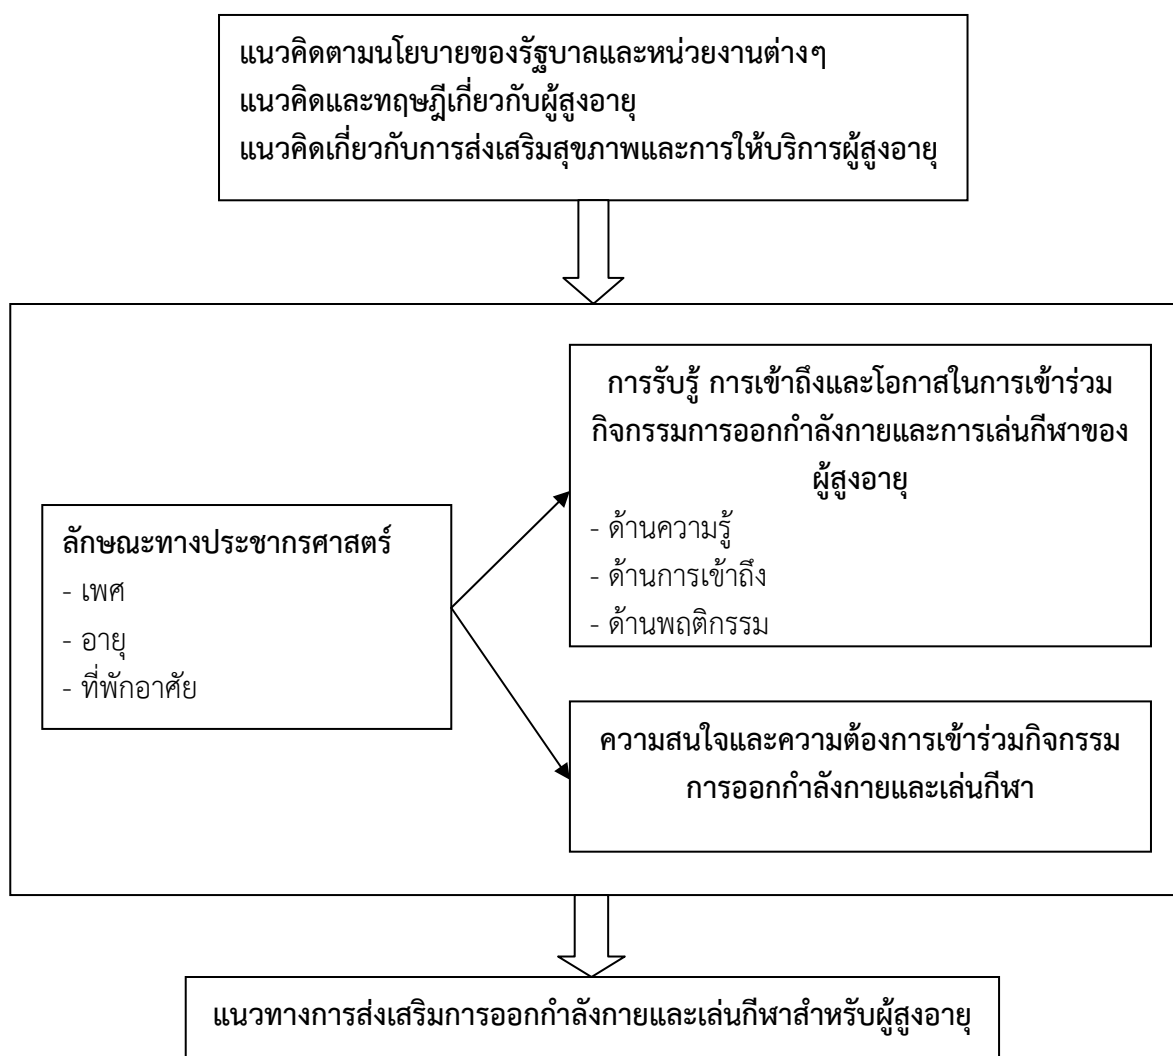 แนวคิดตามนโยบายของรัฐบาลและหน่วยงานต่างๆ
แนวคิดและทฤษฎีเกี่ยวกับผู้สูงอายุ
แนวคิดเกี่ยวกับการส่งเสริมสุขภาพและการให้บริการผู้สูงอายุ
การรับรู้ การเข้าถึงและโอกาสในการเข้าร่วม
กิจกรรมการออกกำลังกายและการเล่นกีฬาของ
ผู้สูงอายุ
- ด้านความรู้
- ด้านการเข้าถึง
- ด้านพฤติกรรม
ลักษณะทางประชากรศาสตร์
- เพศ
- อายุ
- ที่พักอาศัย
ความสนใจและความต้องการเข้าร่วมกิจกรรม
การออกกำลังกายและเล่นกีฬา
แนวทางการส่งเสริมการออกกำลังกายและเล่นกีฬาสำหรับผู้สูงอายุ